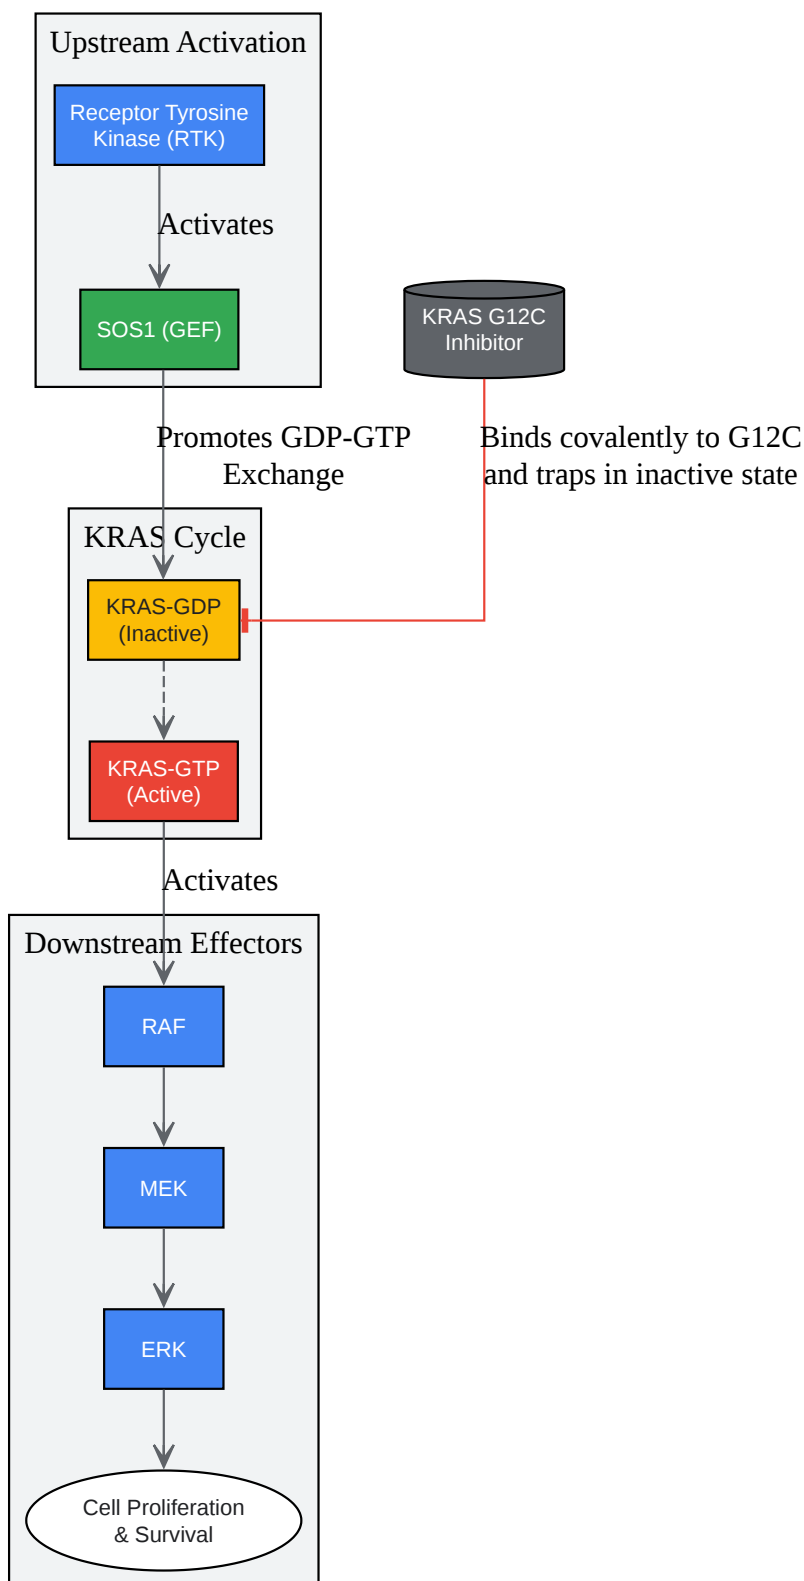 Upstream Activation
Receptor Tyrosine
Kinase (RTK)
Activates
SOS1 (GEF)
KRAS G12C
Inhibitor
Promotes GDP-GTP
Exchange
Binds covalently to G12C
and traps in inactive state
KRAS Cycle
KRAS-GDP
(Inactive)
KRAS-GTP
(Active)
Activates
Downstream Effectors
RAF
MEK
ERK
Cell Proliferation
& Survival